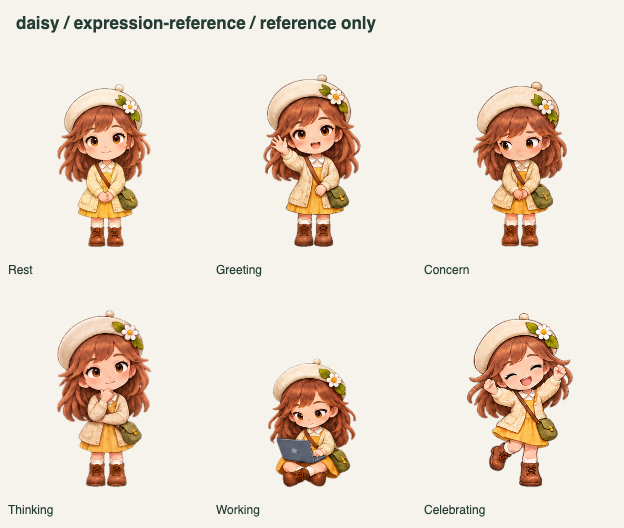 daisy / expression-reference / reference only
Rest
Greeting
Concern
Thinking
Working
Celebrating